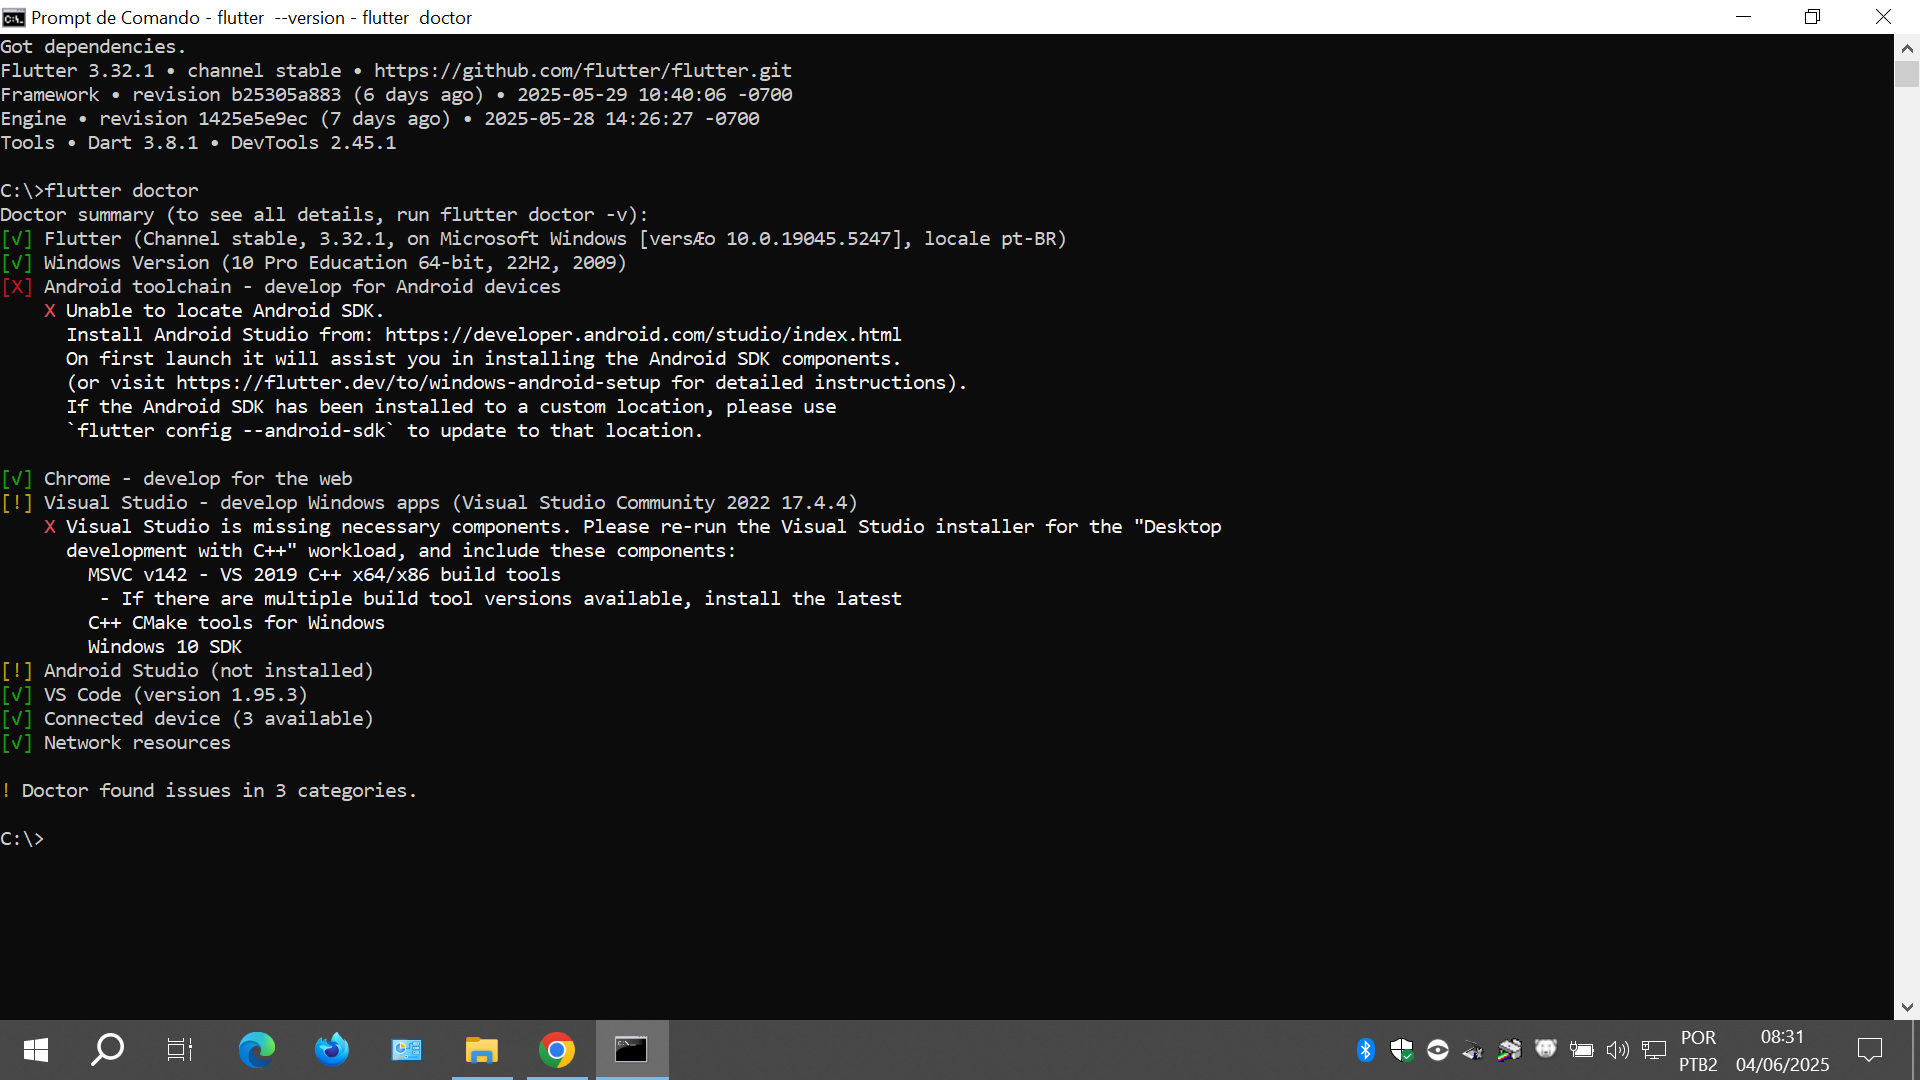 Prompt de Comando - flutter  --version - flutter  doctor
Got dependencies.
Flutter 3.32.1 • channel stable • https://github.com/flutter/flutter.git
Framework • revision b25305a883 (6 days ago) • 2025-05-29 10:40:06 -0700
Engine • revision 1425e5e9ec (7 days ago) • 2025-05-28 14:26:27 -0700
Tools • Dart 3.8.1 • DevTools 2.45.1
C:\>flutter doctor
Doctor summary (to see all details, run flutter doctor -v):
[√] Flutter (Channel stable, 3.32.1, on Microsoft Windows [versÆo 10.0.19045.5247], locale pt-BR)
[√] Windows Version (10 Pro Education 64-bit, 22H2, 2009)
[X] Android toolchain - develop for Android devices
X Unable to locate Android SDK.
Install Android Studio from: https://developer.android.com/studio/index.html
On first launch it will assist you in installing the Android SDK components.
(or visit https://flutter.dev/to/windows-android-setup for detailed instructions).
If the Android SDK has been installed to a custom location, please use
`flutter config --android-sdk` to update to that location.
[√] Chrome - develop for the web
[!] Visual Studio - develop Windows apps (Visual Studio Community 2022 17.4.4)
X Visual Studio is missing necessary components. Please re-run the Visual Studio installer for the "Desktop
development with C++" workload, and include these components:
MSVC v142 - VS 2019 C++ x64/x86 build tools
- If there are multiple build tool versions available, install the latest
C++ CMake tools for Windows
Windows 10 SDK
[!] Android Studio (not installed)
[√] VS Code (version 1.95.3)
[√] Connected device (3 available)
[√] Network resources
! Doctor found issues in 3 categories.
C:\>
POR
PTB2
08:31
04/06/2025